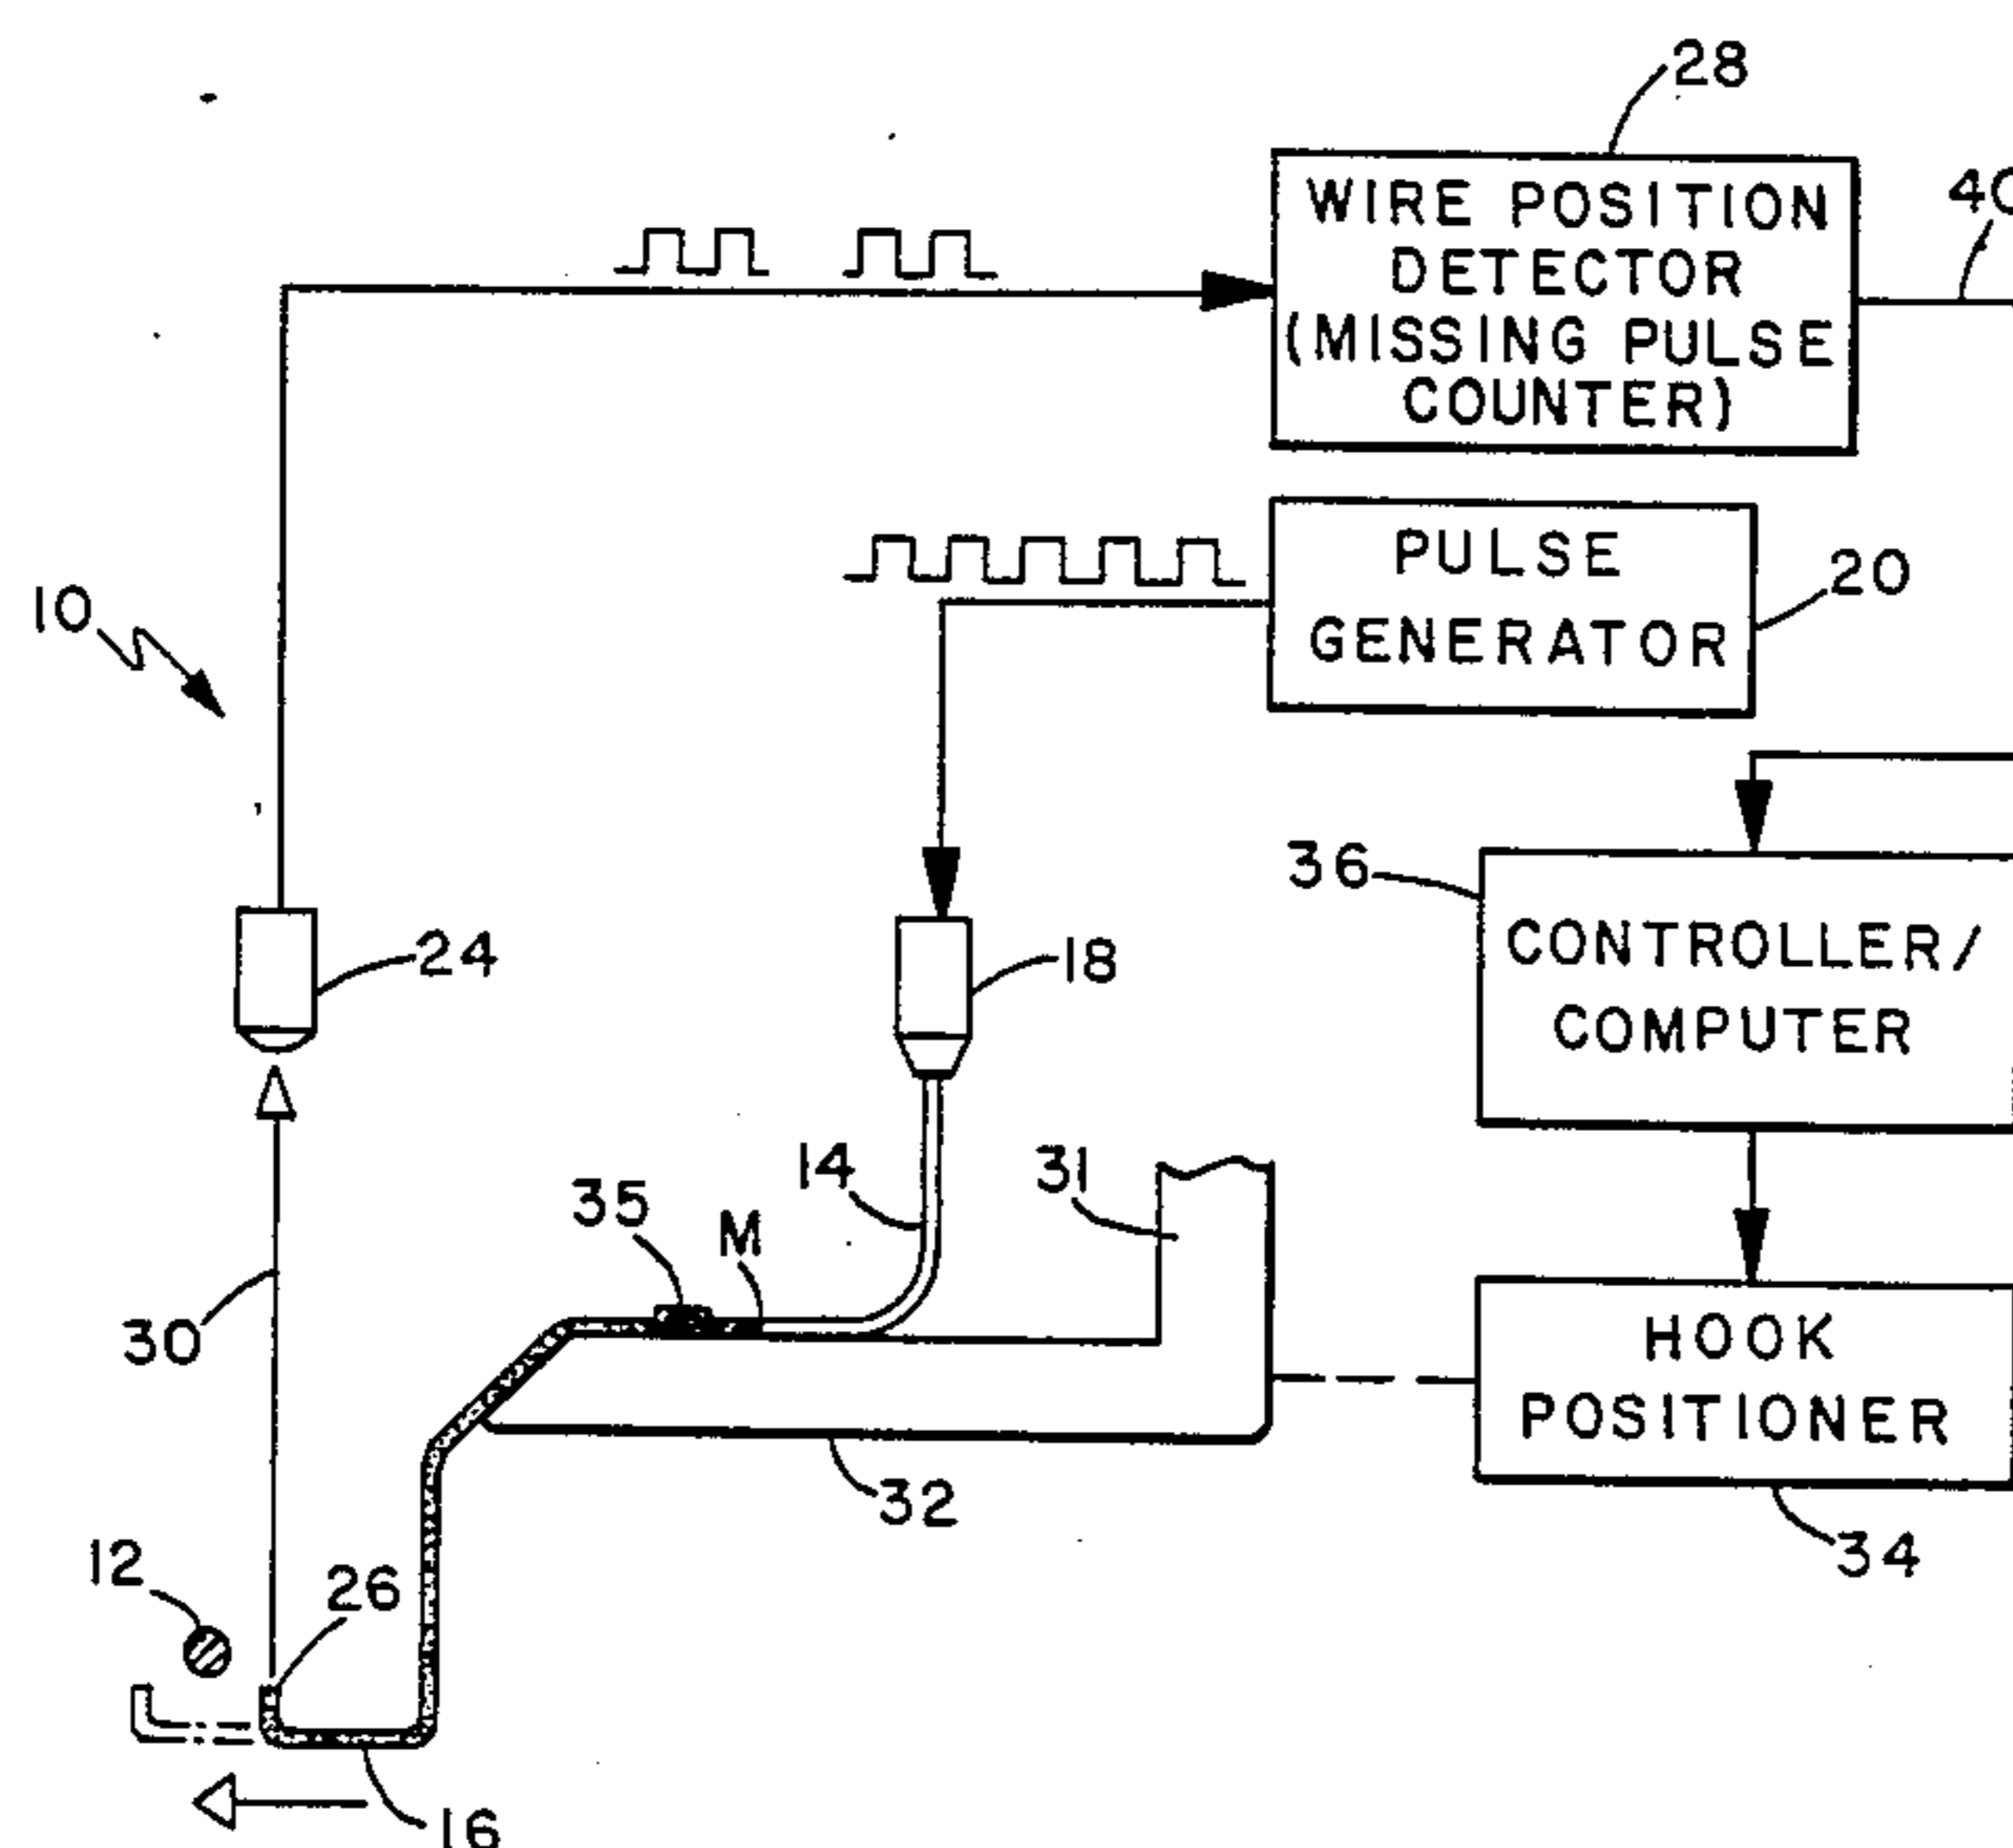 28
WIRE POSITION
DETECTOR
(MISSING PULSE
COUNTER)
40
PULSE
GENERATOR
20
10
36
CONTROLLER/
COMPUTER
24
18
14
31
35
M
30
HOOK
POSITIONER
32
34
12
26
16